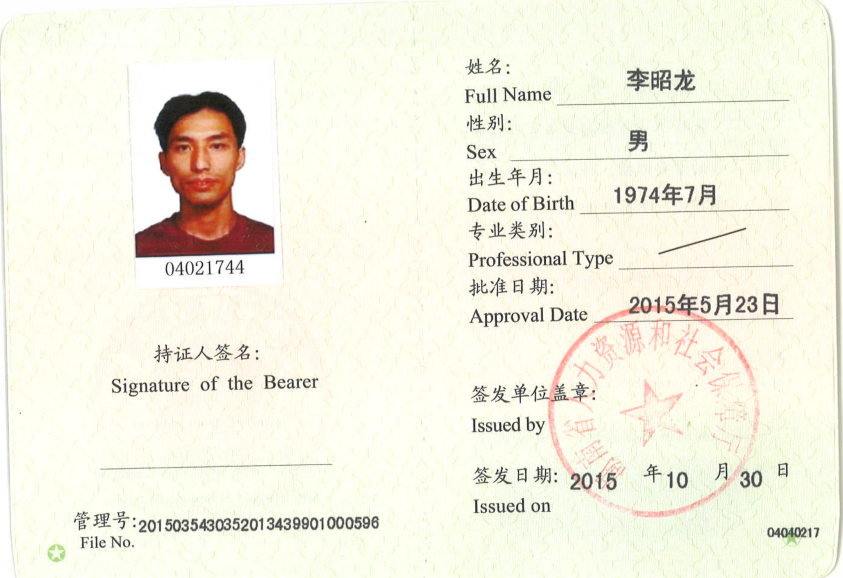 04021744
持证人签名:
Signature of the Bearer
管理号:2015035430352013439901000596
File No.
姓名: 李昭龙
Full Name
性别: 男
Sex
出生年月: 1974年7月
Date of Birth
专业类别:
Professional Type
批准日期: 2015年5月23日
Approval Date
签发单位盖章:
Issued by
湖南省人力资源和社会保障厅
签发日期: 2015 年 10 月 30 日
Issued on
04040217